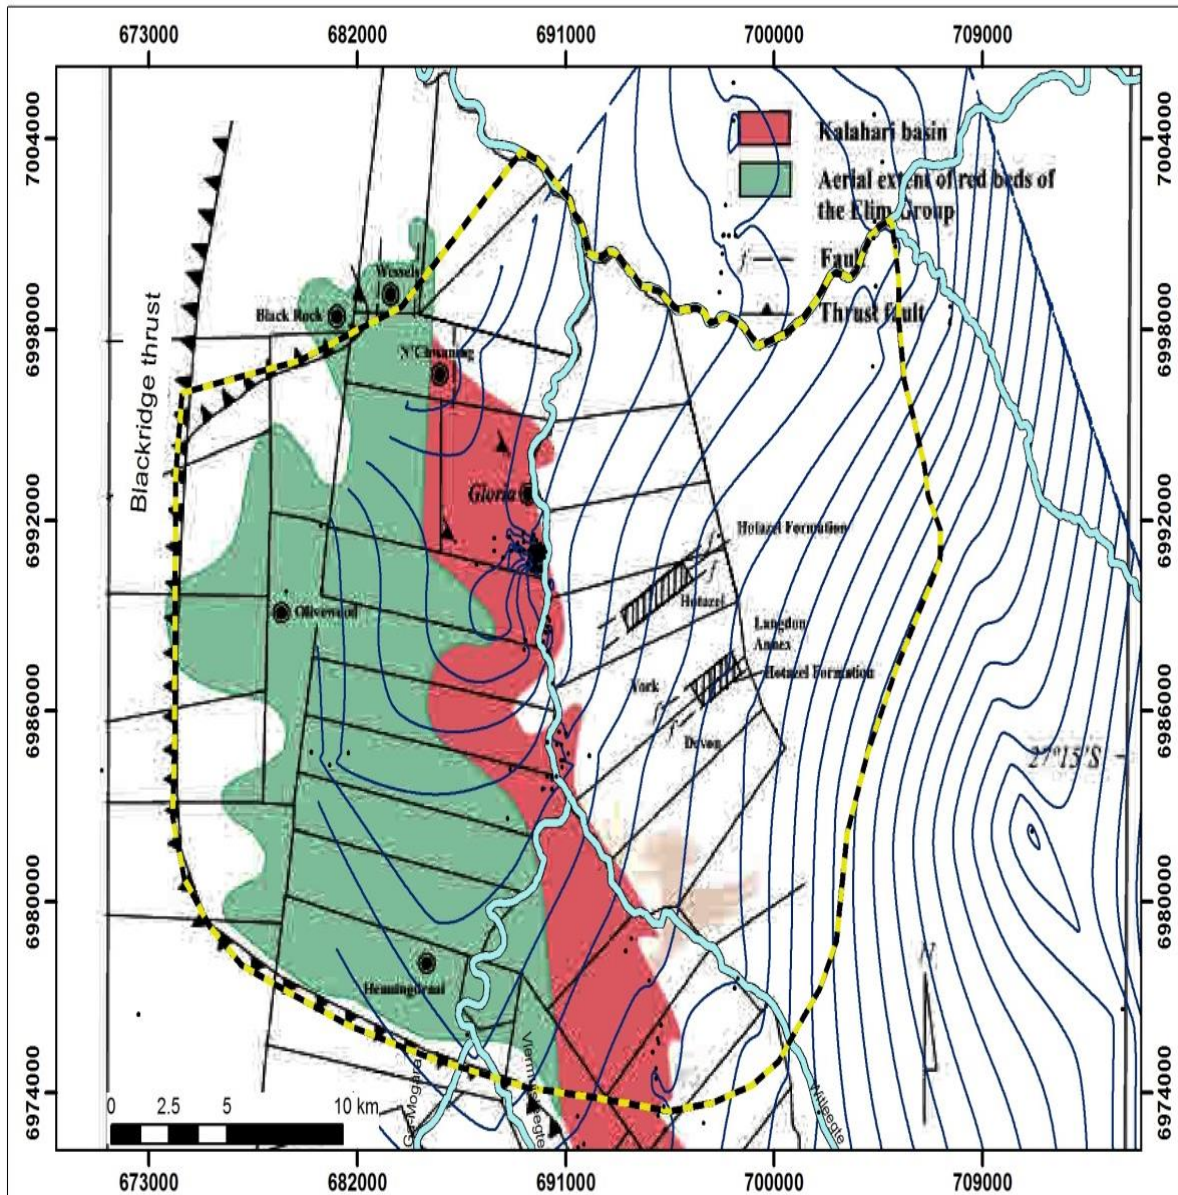 673000 682000 691000 700000 709000
7004000 7004000
Kalahari basin
Aerial extent of red beds of
the Elim Group
Fault
Thrust fault
f
Wessels
Black Rock
6998000 6998000
N'Chwaning
Blackridge thrust
Gloria
6992000 6992000
Hotazel Formation
f
f
Hotazel
Olivewood
Langdon
Annex
Hotazel Formation
York
f
f
Devon
6986000 6986000
27°15'S
6980000 6980000
N
Vlermuisleegte
Witleegte
6974000 6974000
0 2.5 5 10 km
673000 682000 691000 700000 709000